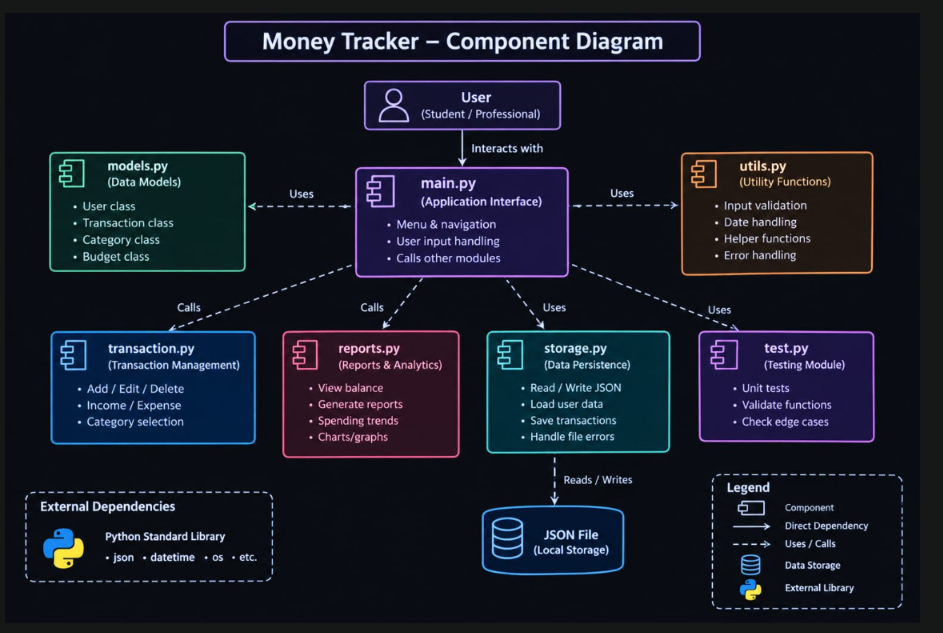 Money Tracker – Component Diagram
User
(Student / Professional)
Interacts with
models.py
(Data Models)
• User class
• Transaction class
• Category class
• Budget class
Uses
main.py
(Application Interface)
• Menu & navigation
• User input handling
• Calls other modules
Uses
utils.py
(Utility Functions)
• Input validation
• Date handling
• Helper functions
• Error handling
Calls
Calls
Uses
Uses
transaction.py
(Transaction Management)
• Add / Edit / Delete
• Income / Expense
• Category selection
reports.py
(Reports & Analytics)
• View balance
• Generate reports
• Spending trends
• Charts/graphs
storage.py
(Data Persistence)
• Read / Write JSON
• Load user data
• Save transactions
• Handle file errors
test.py
(Testing Module)
• Unit tests
• Validate functions
• Check edge cases
Reads / Writes
External Dependencies
Python Standard Library
• json • datetime • os • etc.
JSON File
(Local Storage)
Legend
Component
Direct Dependency
Uses / Calls
Data Storage
External Library